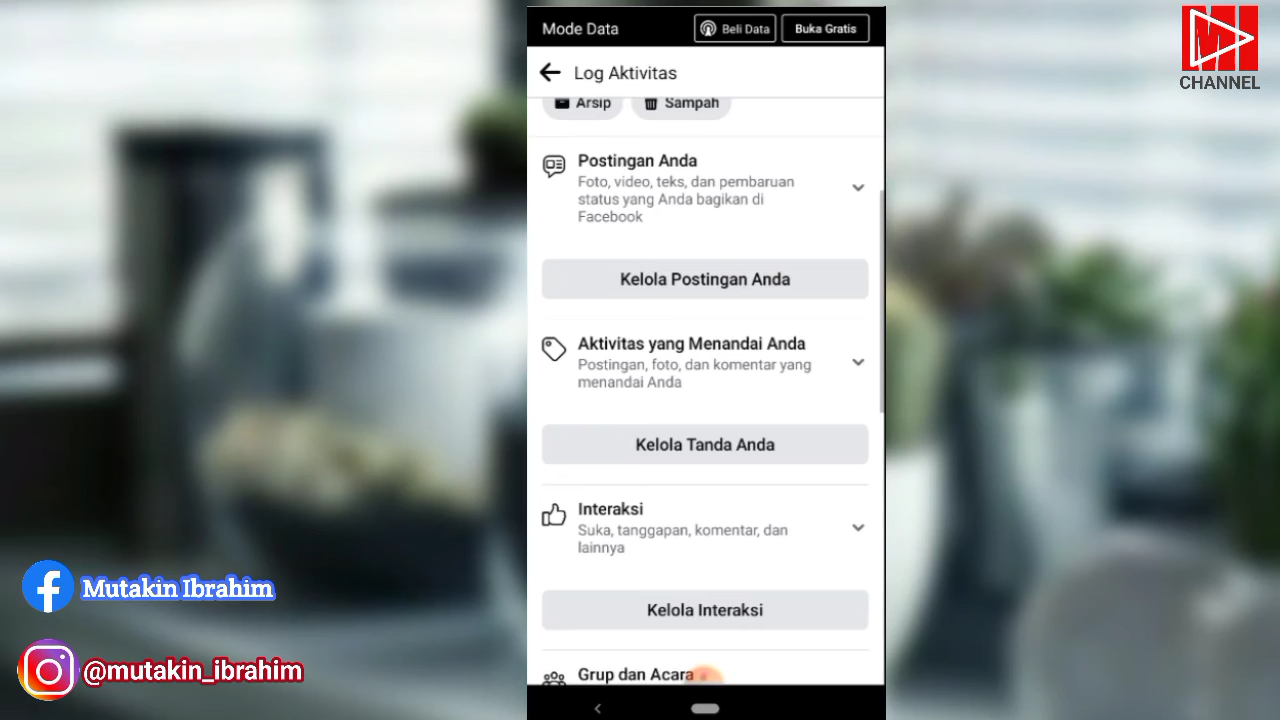 Mode Data
Beli Data
Buka Gratis
Log Aktivitas
Arsip
Sampah
Postingan Anda
Foto, video, teks, dan pembaruan
status yang Anda bagikan di
Facebook
Kelola Postingan Anda
Aktivitas yang Menandai Anda
Postingan, foto, dan komentar yang
menandai Anda
Kelola Tanda Anda
Interaksi
Suka, tanggapan, komentar, dan
lainnya
Kelola Interaksi
Grup dan Acara
MI
CHANNEL
Mutakin Ibrahim
@mutakin_ibrahim